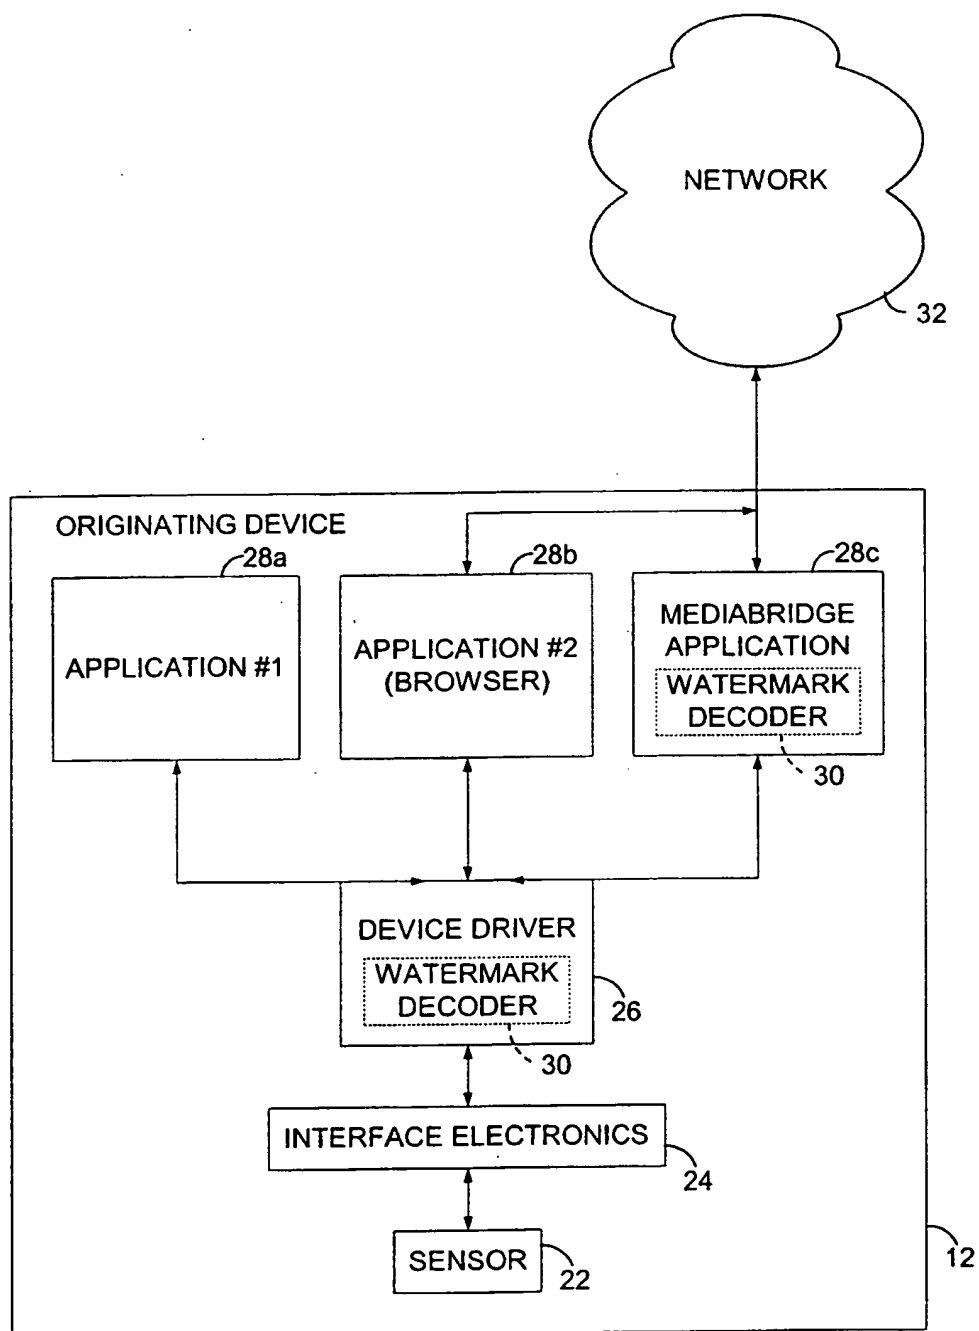 NETWORK
32
ORIGINATING DEVICE
28a
28b
28c
APPLICATION #1
APPLICATION #2
(BROWSER)
MEDIABRIDGE
APPLICATION
WATERMARK
DECODER
30
DEVICE DRIVER
WATERMARK
DECODER
26
30
INTERFACE ELECTRONICS
24
SENSOR
22
12